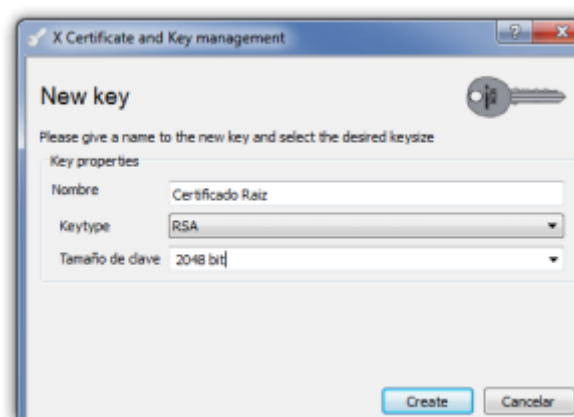 X Certificate and Key management
New key
Please give a name to the new key and select the desired keysize
Key properties
Nombre Certificado Raiz
Keytype RSA
Tamaño de clave 2048 bit
Create Cancelar